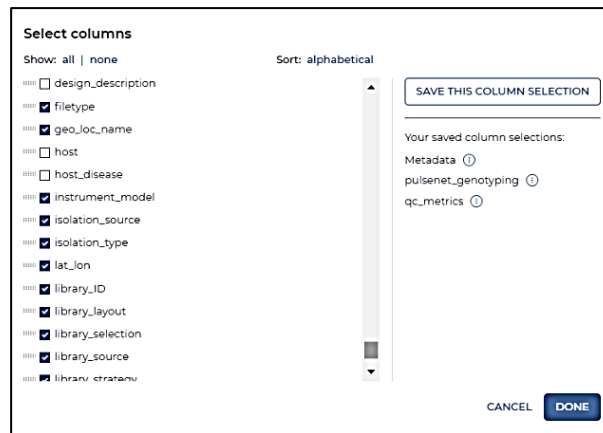 Select columns
Show: all | none
Sort: alphabetical
design_description
filetype
geo_loc_name
host
host_disease
instrument_model
isolation_source
isolation_type
lat_lon
library_ID
library_layout
library_selection
library_source
library_strategy
SAVE THIS COLUMN SELECTION
Your saved column selections:
Metadata
pulsenet_genotyping
qc_metrics
CANCEL
DONE